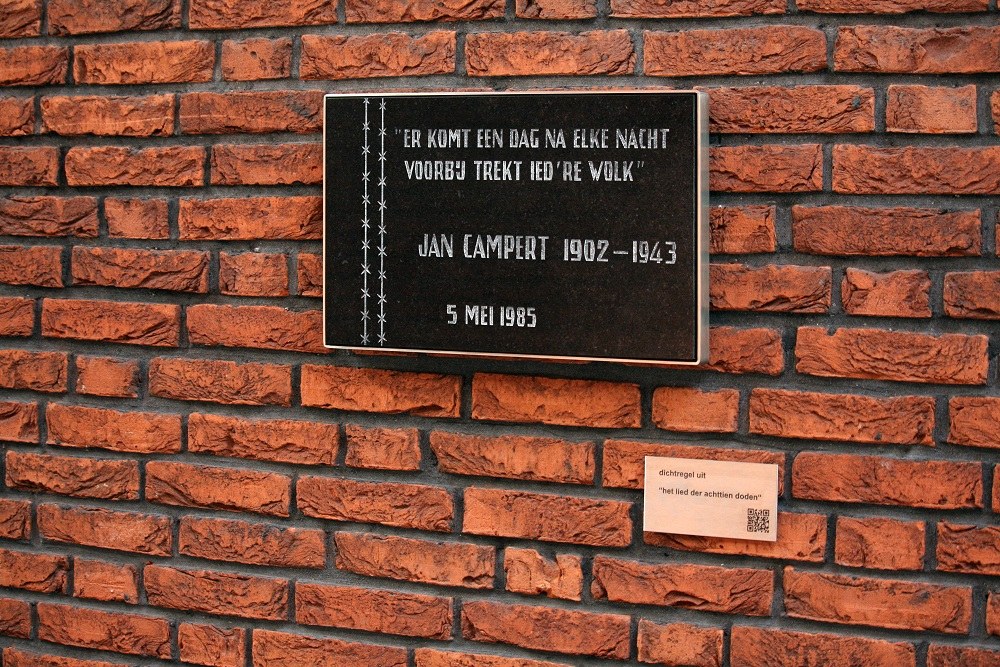 "ER KOMT EEN DAG NA ELKE NACHT
VOORBIJ TREKT IED'RE WOLK"
JAN CAMPERT 1902-1943
5 MEI 1985
dichtregel uit
"het lied der achttien doden"